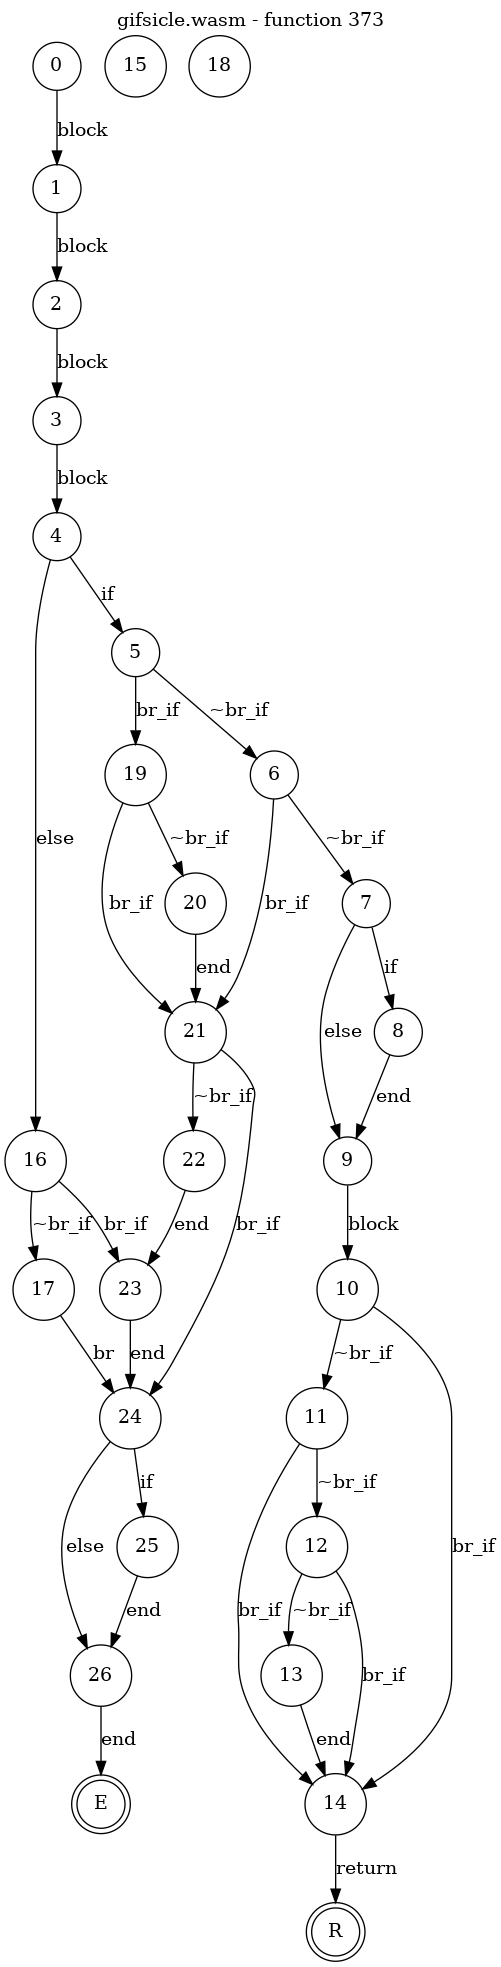 gifsicle.wasm - function 373
0 15 18
block
1
block
2
block
3
block
4
if
5
br_if ~br_if
19 6
else ~br_if ~br_if
br_if 20 br_if 7
end if
21 else 8
~br_if end
16 22 9
~br_if br_if end br_if block
17 23 10
br end ~br_if
24 11
if ~br_if
else 25 12 br_if
end br_if ~br_if
26 13 br_if
end end
E 14
return
R